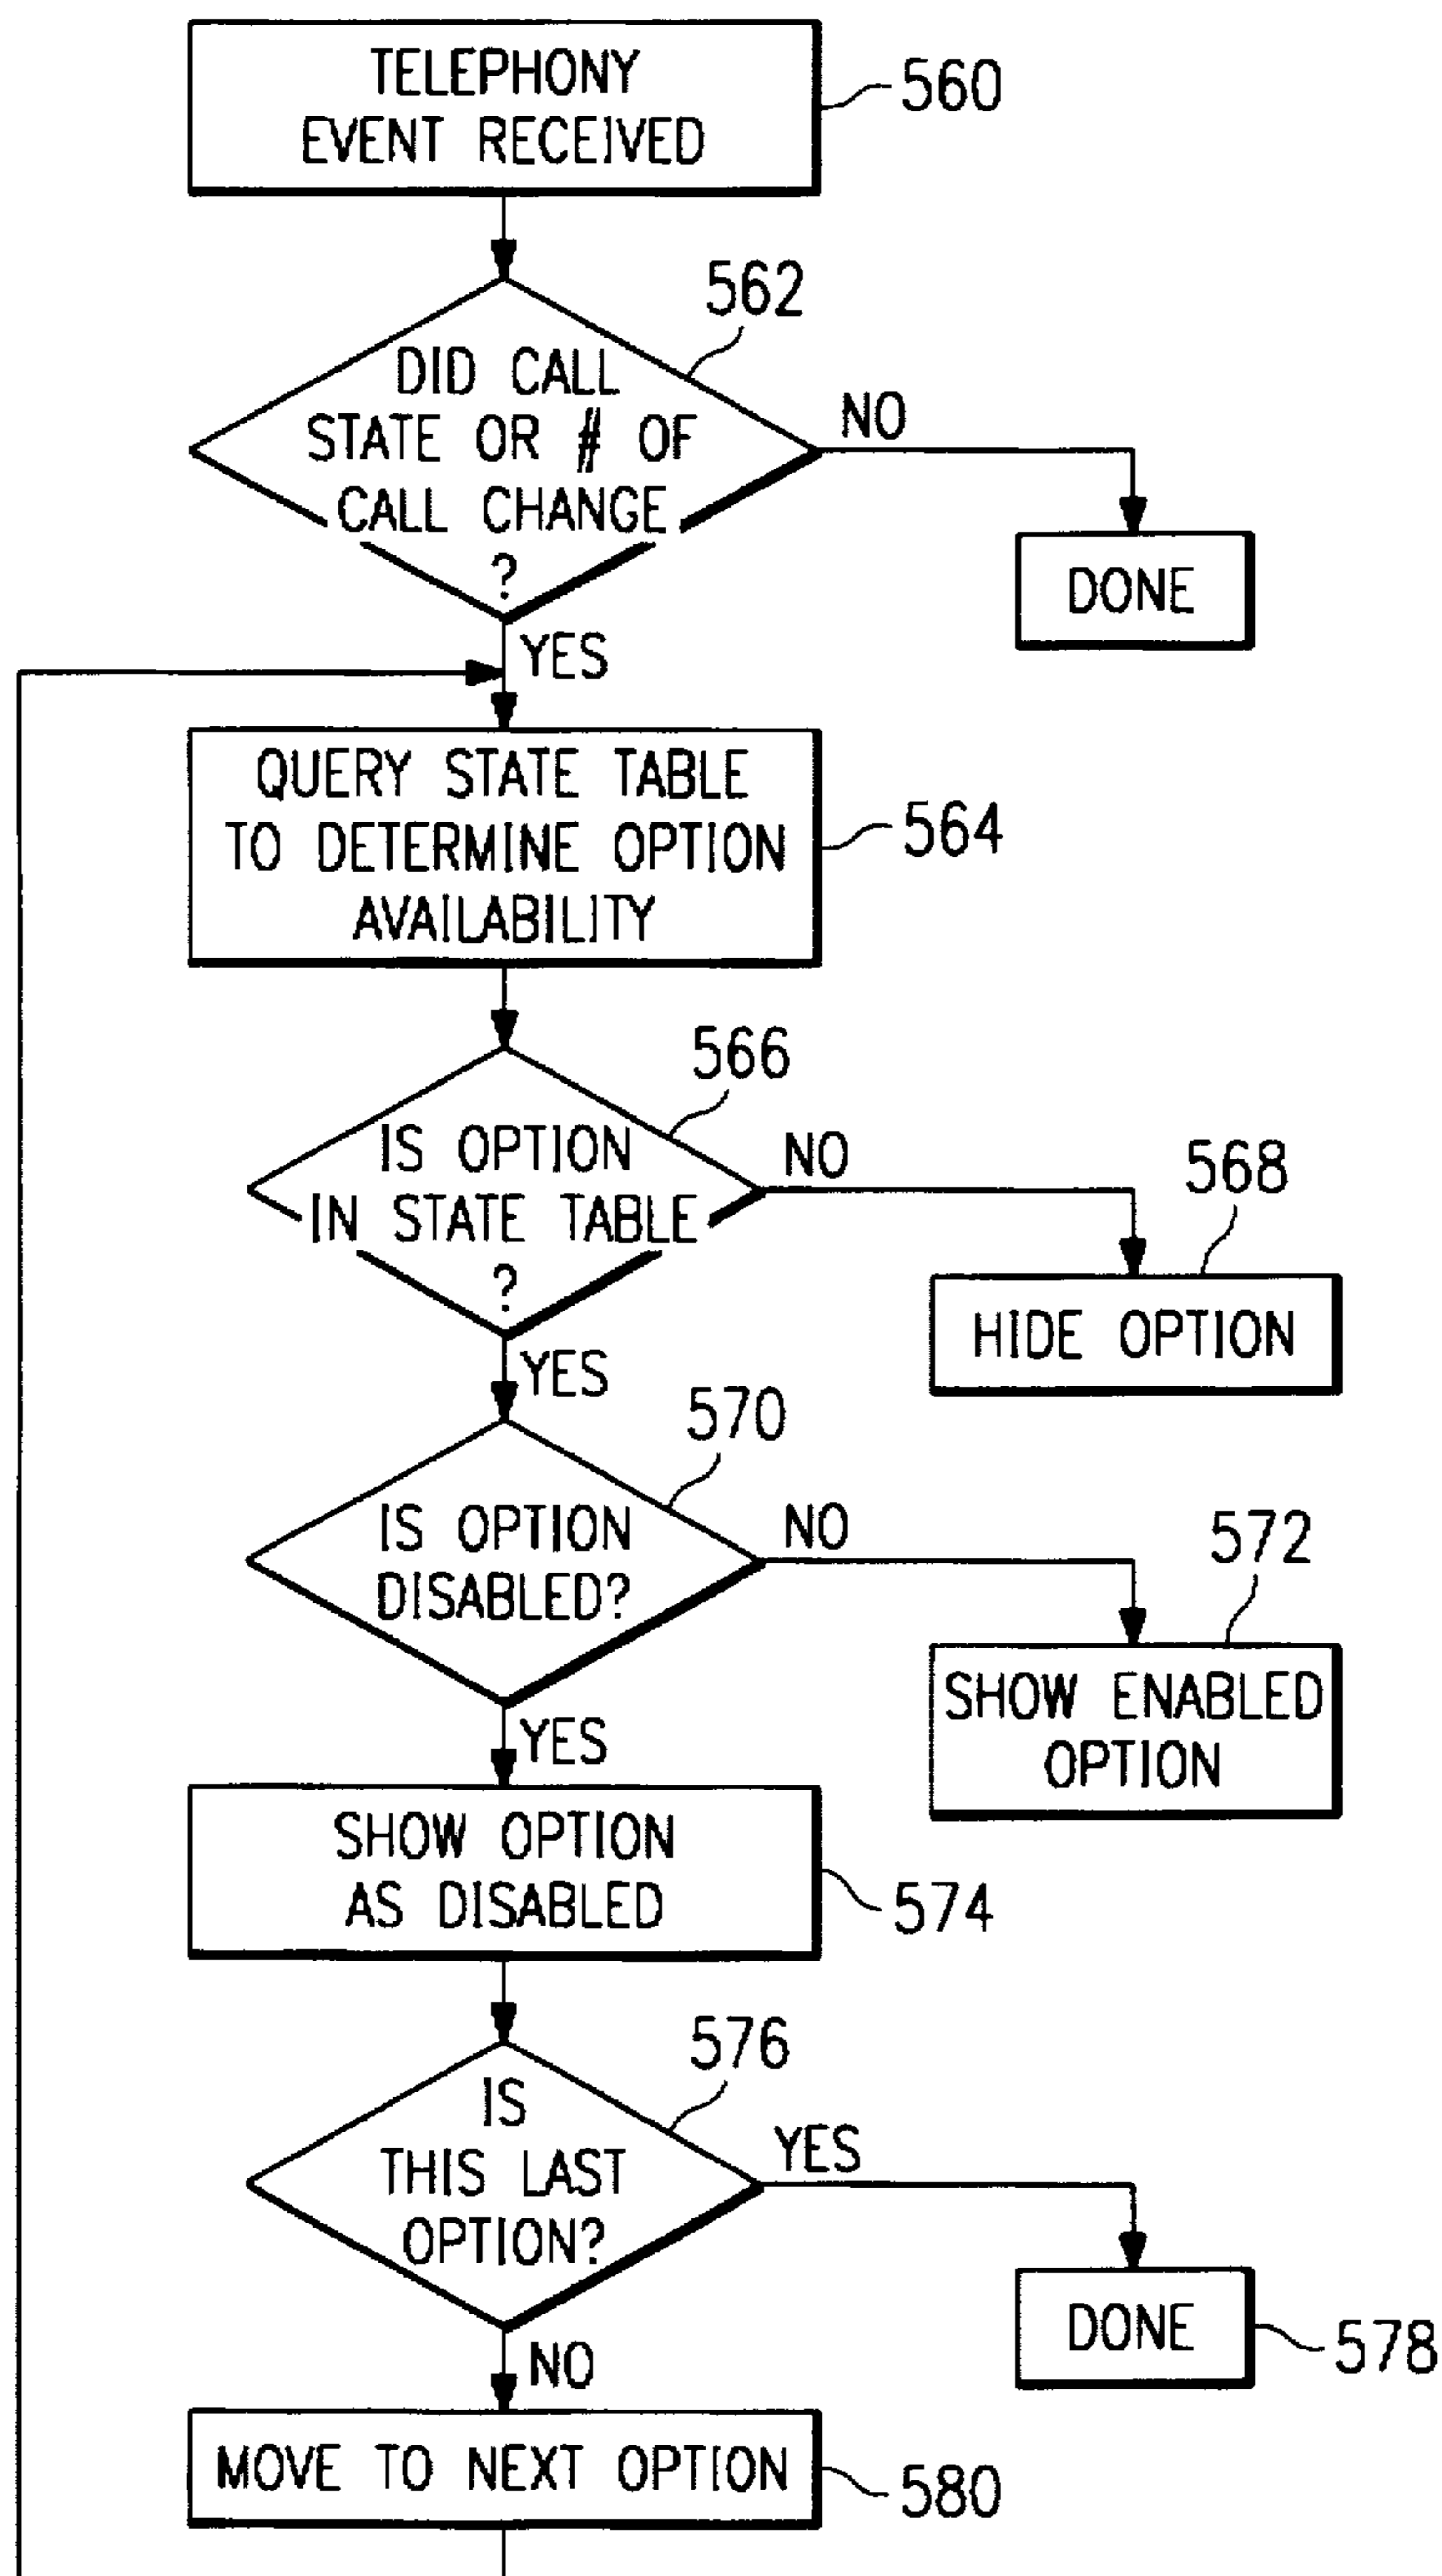 TELEPHONY
EVENT RECEIVED
560
562
DID CALL
STATE OR # OF
CALL CHANGE
?
NO
DONE
YES
QUERY STATE TABLE
TO DETERMINE OPTION
AVAILABILITY
564
566
IS OPTION
IN STATE TABLE
?
NO
568
HIDE OPTION
YES
570
IS OPTION
DISABLED?
NO
572
SHOW ENABLED
OPTION
YES
SHOW OPTION
AS DISABLED
574
576
IS
THIS LAST
OPTION?
YES
DONE
578
NO
MOVE TO NEXT OPTION
580